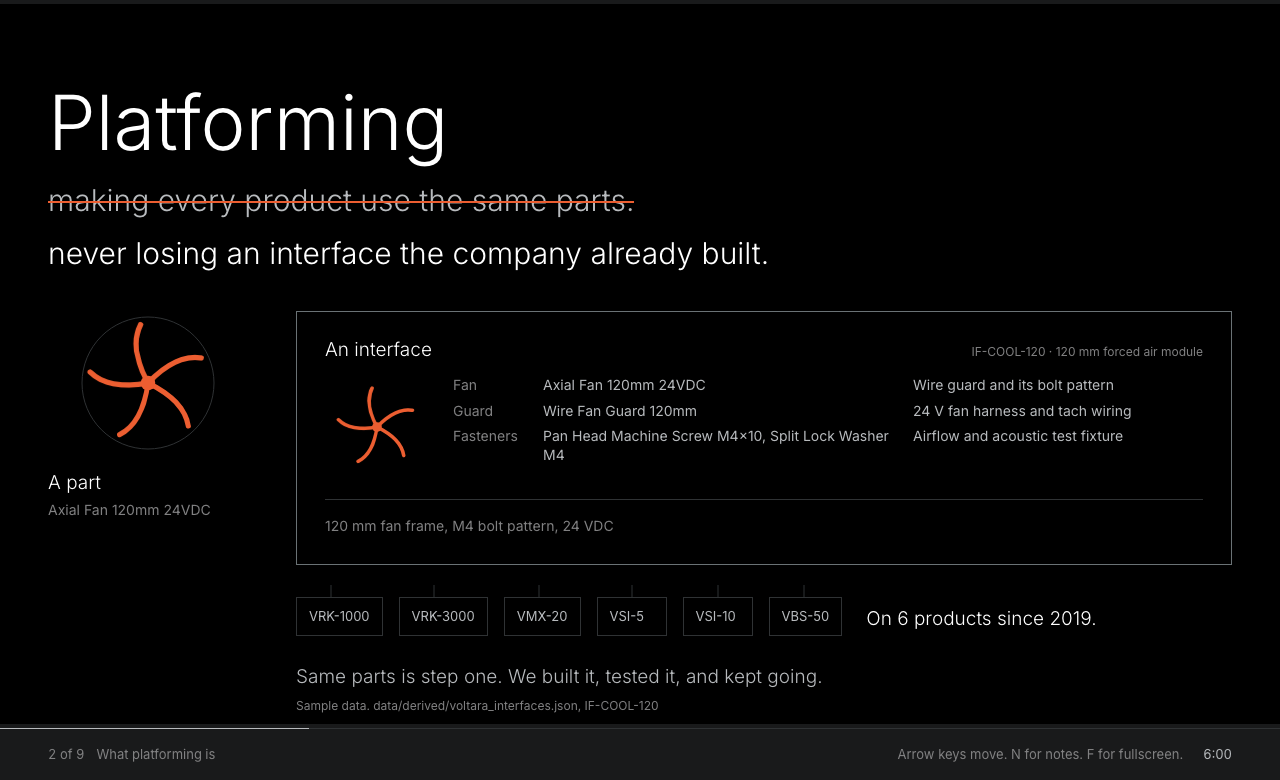 Platforming
making every product use the same parts.
never losing an interface the company already built.
A part
Axial Fan 120mm 24VDC
An interface
IF-COOL-120 · 120 mm forced air module
Fan
Axial Fan 120mm 24VDC
Wire guard and its bolt pattern
Guard
Wire Fan Guard 120mm
24 V fan harness and tach wiring
Fasteners
Pan Head Machine Screw M4×10, Split Lock Washer
M4
Airflow and acoustic test fixture
120 mm fan frame, M4 bolt pattern, 24 VDC
VRK-1000
VRK-3000
VMX-20
VSI-5
VSI-10
VBS-50
On 6 products since 2019.
Same parts is step one. We built it, tested it, and kept going.
Sample data. data/derived/voltara_interfaces.json, IF-COOL-120
2 of 9 What platforming is
Arrow keys move. N for notes. F for fullscreen. 6:00